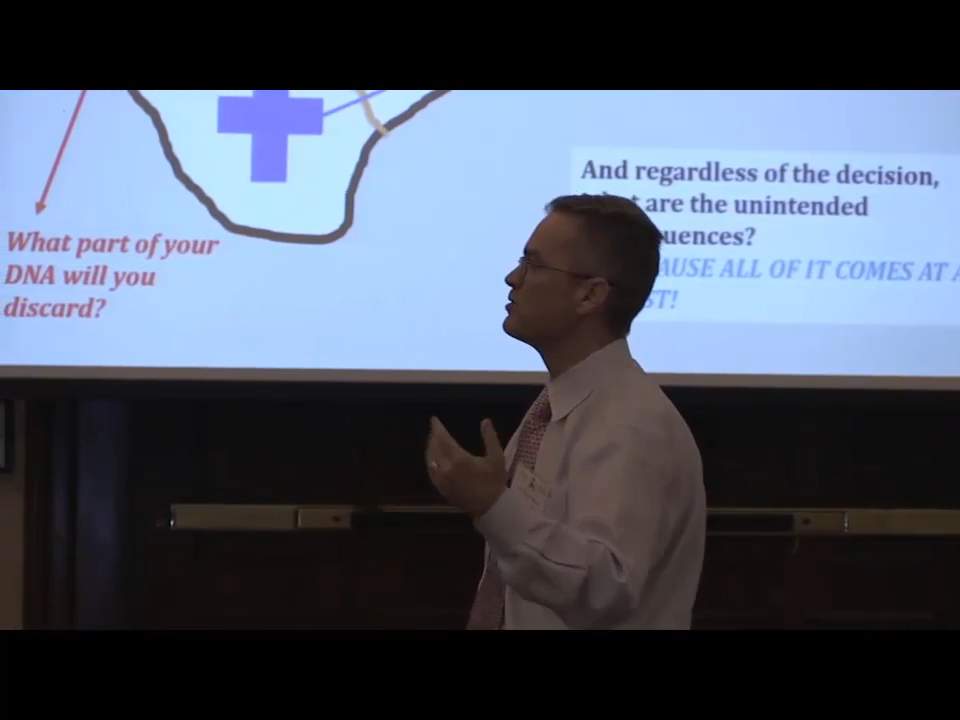 What part of your
DNA will you
discard?
And regardless of the decision,
are the unintended
uences?
AUSE ALL OF IT COMES AT A
ST!